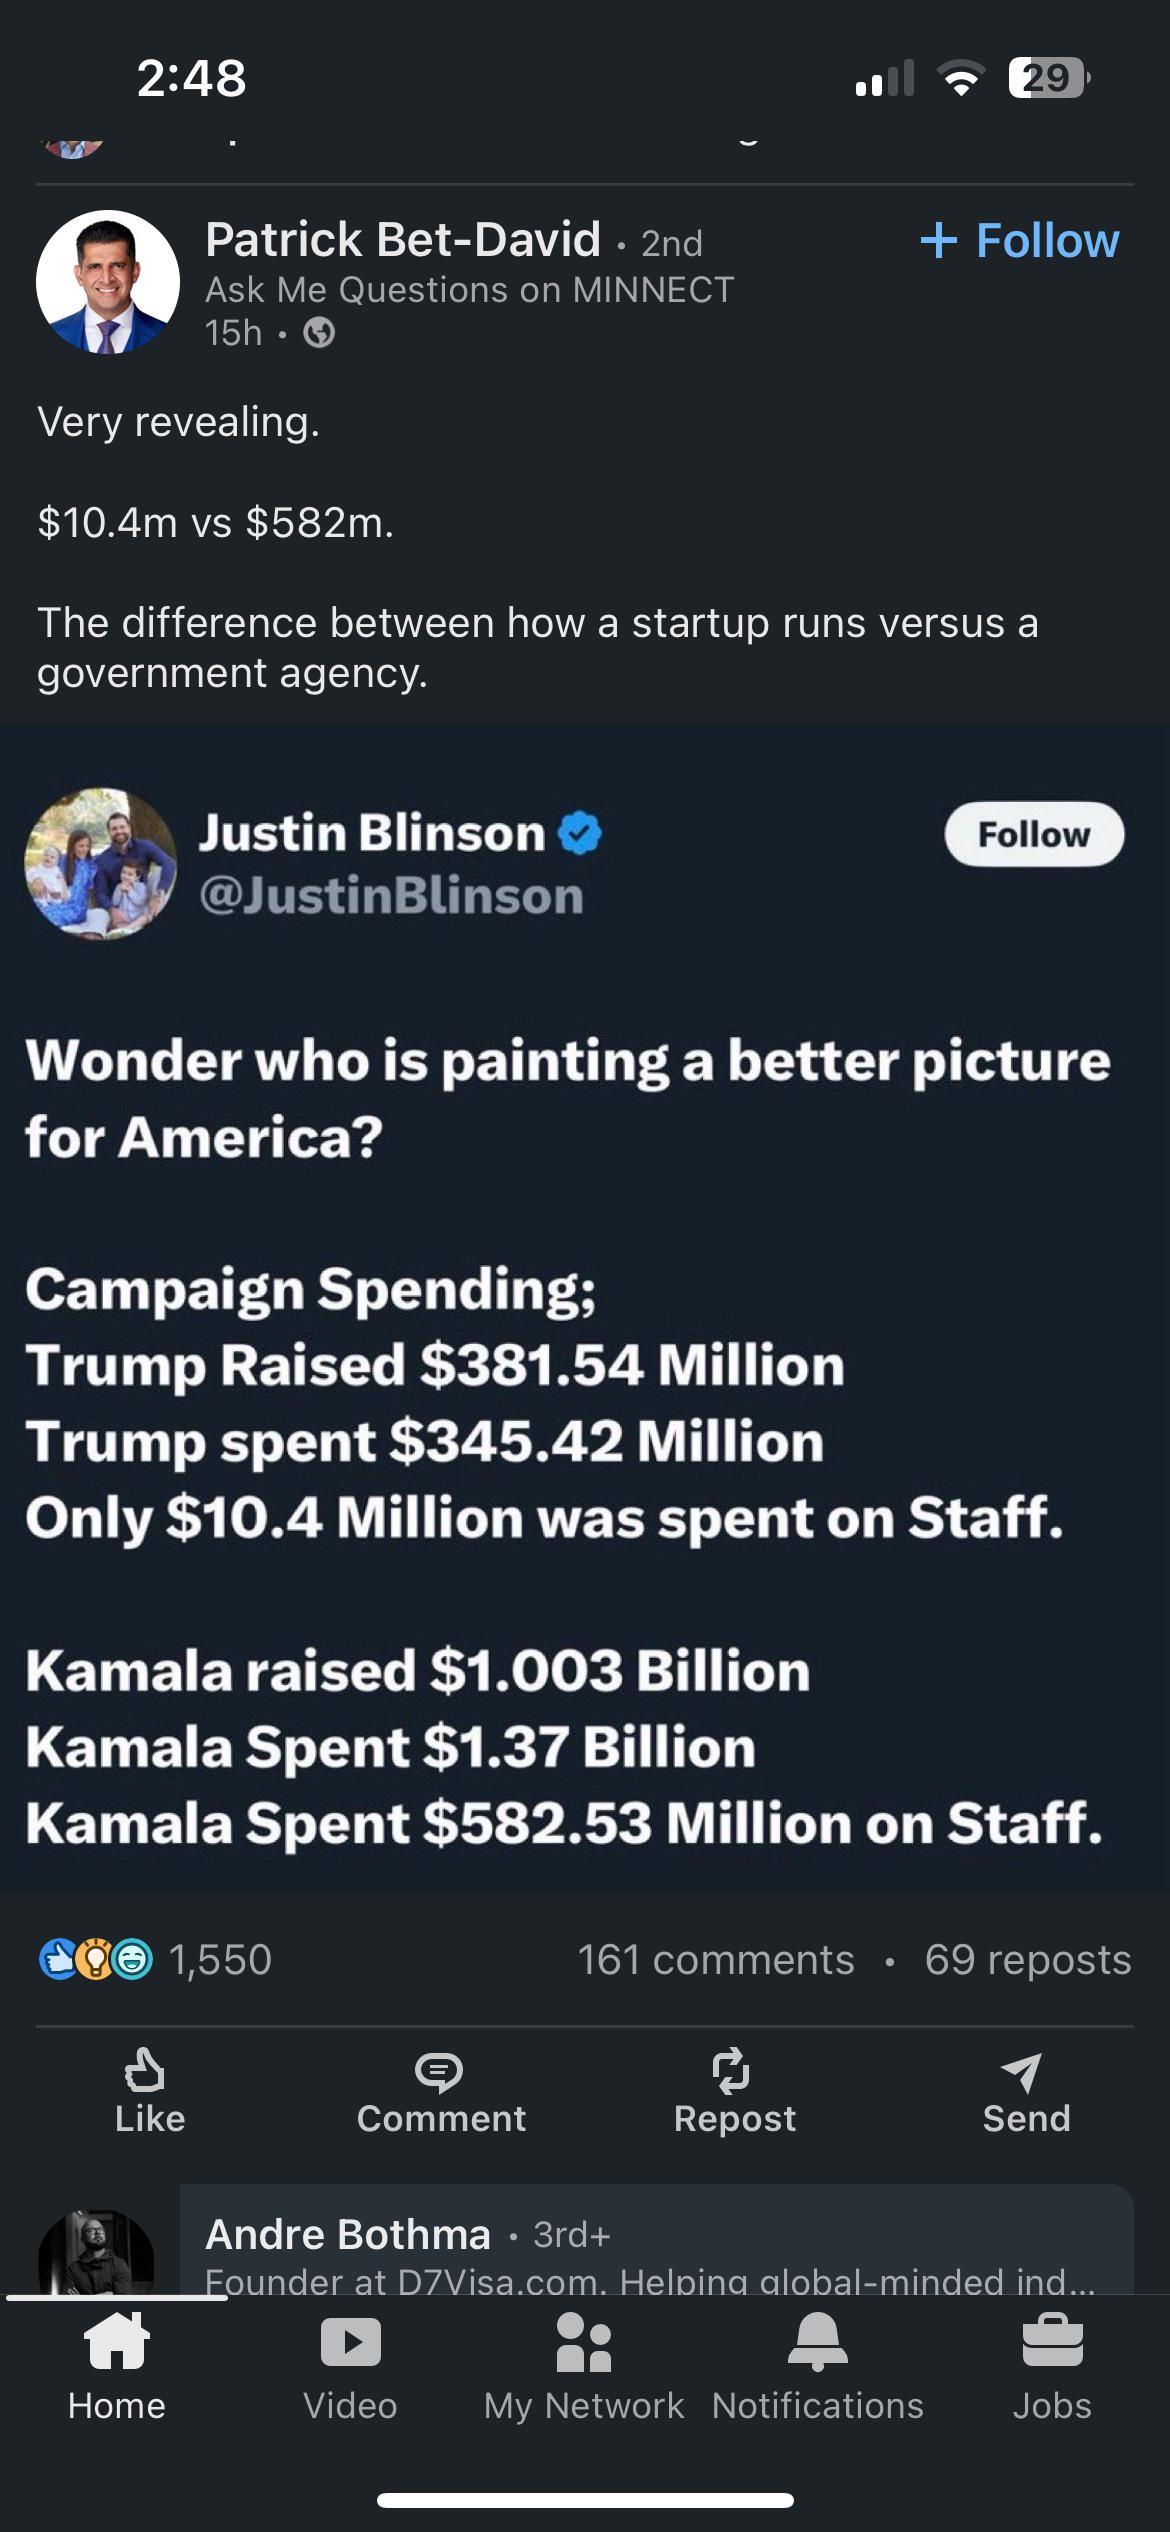 2:48
29
Patrick Bet-David • 2nd
+ Follow
Ask Me Questions on MINNECT
15h •
Very revealing.
$10.4m vs $582m.
The difference between how a startup runs versus a
government agency.
Justin Blinson
Follow
@JustinBlinson
Wonder who is painting a better picture
for America?
Campaign Spending;
Trump Raised $381.54 Million
Trump spent $345.42 Million
Only $10.4 Million was spent on Staff.
Kamala raised $1.003 Billion
Kamala Spent $1.37 Billion
Kamala Spent $582.53 Million on Staff.
1,550
161 comments • 69 reposts
Like
Comment
Repost
Send
Andre Bothma • 3rd+
Founder at D7Visa.com. Helping global-minded ind...
Home
Video
My Network
Notifications
Jobs